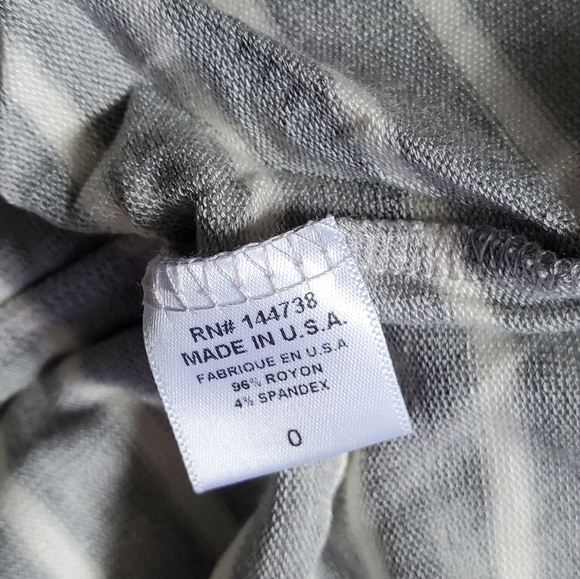 RN# 144738
MADE IN U.S.A.
FABRIQUE EN U.S.A
96% ROYON
4% SPANDEX
0